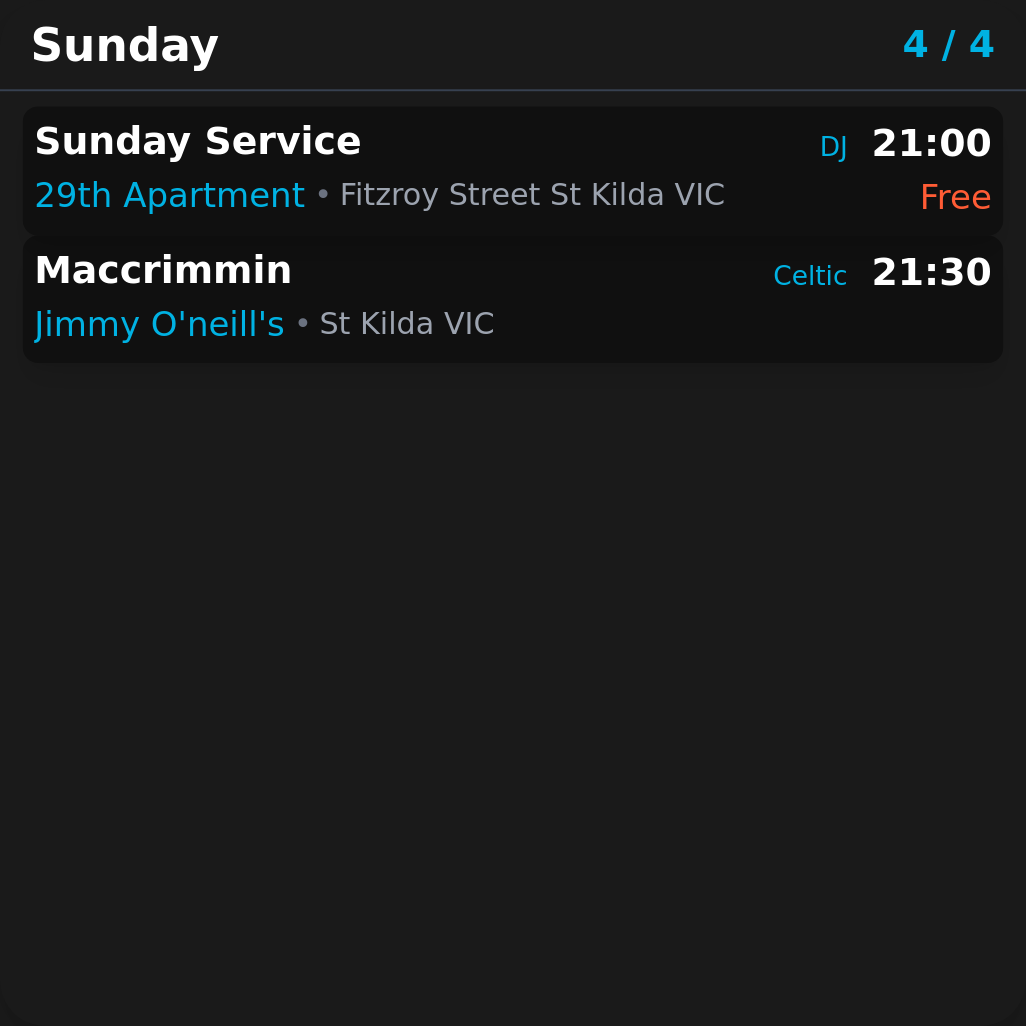 Sunday
4 / 4
Sunday Service
DJ 21:00
29th Apartment • Fitzroy Street St Kilda VIC
Free
Maccrimmin
Celtic 21:30
Jimmy O'neill's • St Kilda VIC